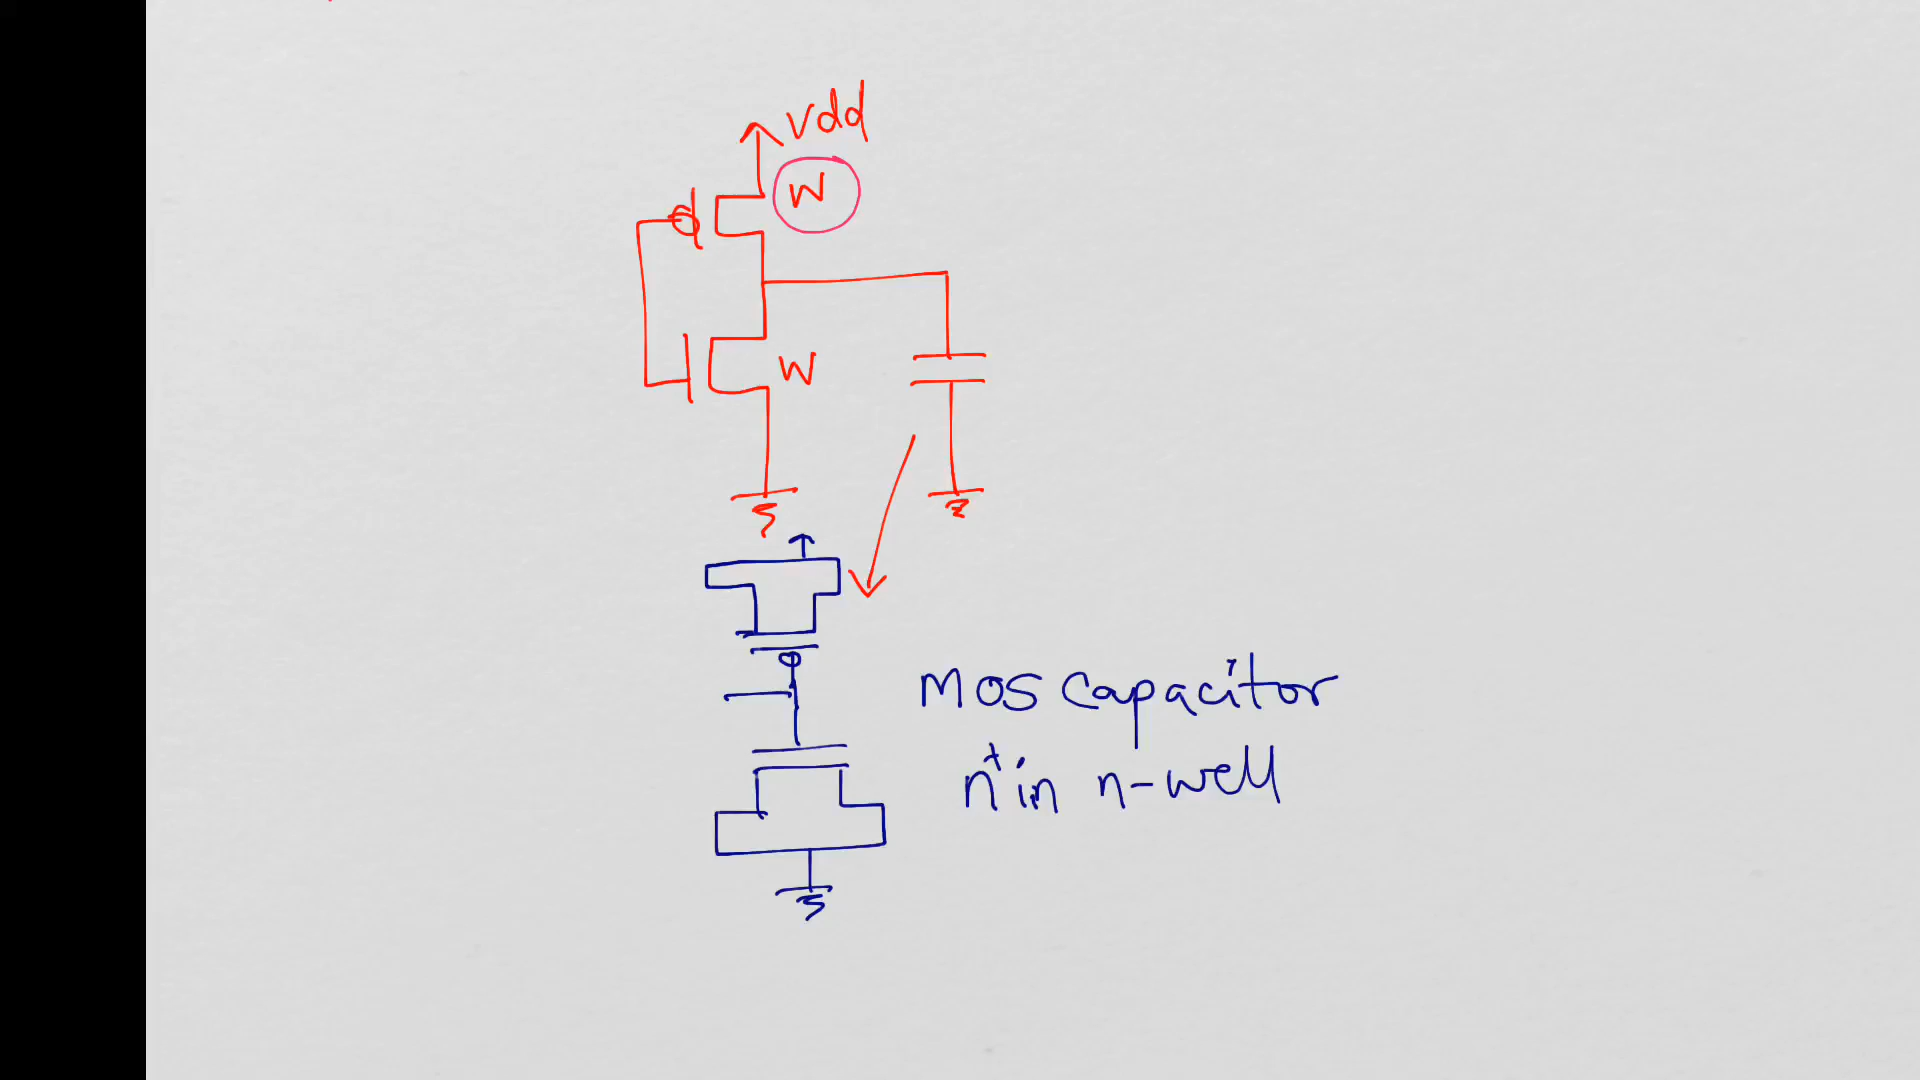 Vdd
W
W
MOS Capacitor
n+ in n-well